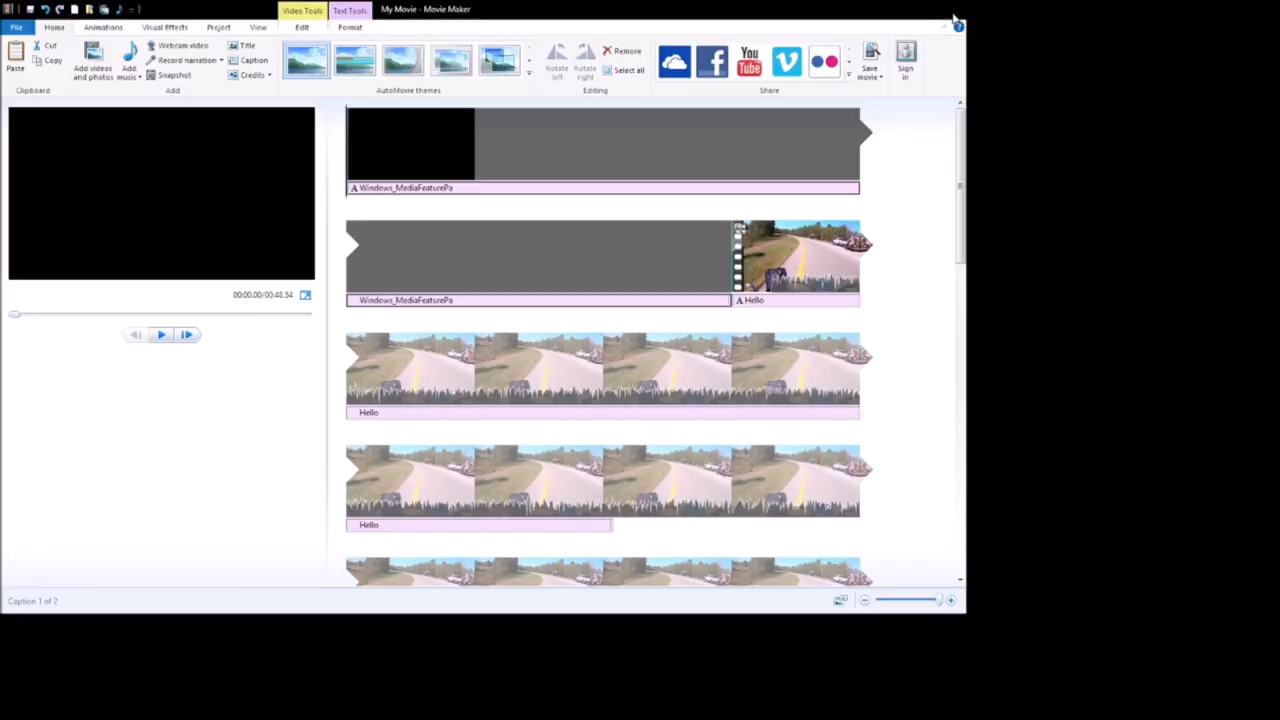 Video Tools Text Tools My Movie - Movie Maker
File Home Animations Visual Effects Project View Edit Format
Paste
Cut
Copy
Clipboard
Add videos and photos
Add music
Webcam video
Record narration
Snapshot
Title
Caption
Credits
Add
AutoMovie themes
Rotate left
Rotate right
Remove
Select all
Editing
You
Tube
Share
Save movie
Sign in
00:00.00/00:48.54
A Windows_MediaFeaturePa
Windows_MediaFeaturePa
A Hello
Hello
Hello
Caption 1 of 2